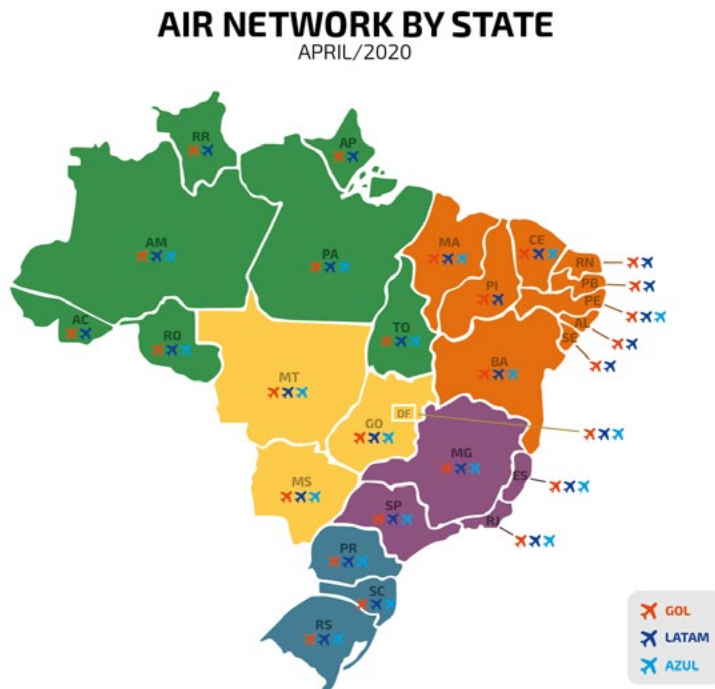 AIR NETWORK BY STATE
APRIL/2020
RR
AP
AM
PA
MA
CE
RN
PI
PB
PE
AC
RO
TO
AL
SE
BA
MT
DF
GO
MG
MS
ES
SP
RJ
PR
SC
RS
GOL
LATAM
AZUL